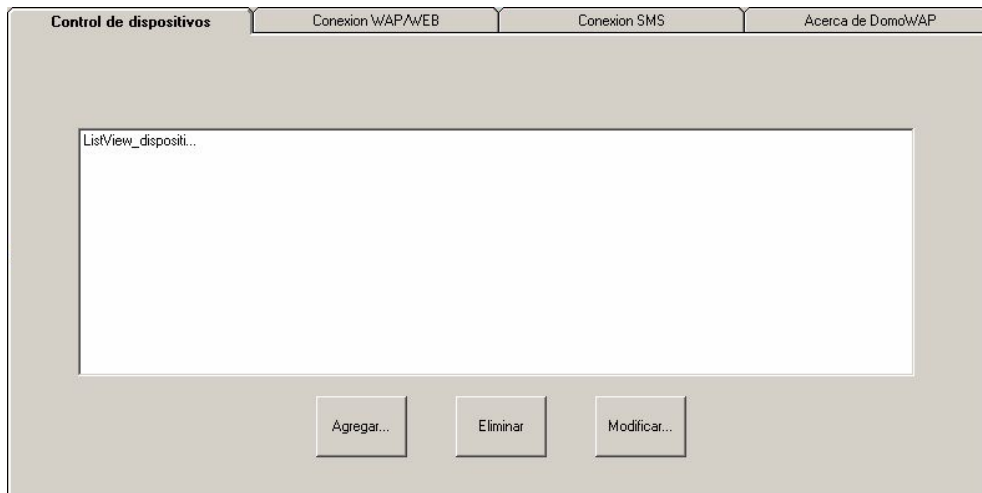 Control de dispositivos
Conexion WAP/WEB
Conexion SMS
Acerca de DomoWAP
ListView_dispositi...
Agregar...
Eliminar
Modificar...